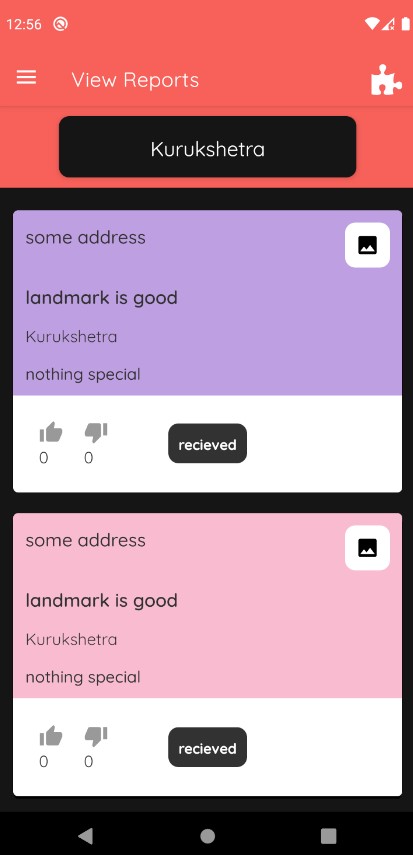 12:56
View Reports
Kurukshetra
some address
landmark is good
Kurukshetra
nothing special
0 0
recieved
some address
landmark is good
Kurukshetra
nothing special
0 0
recieved